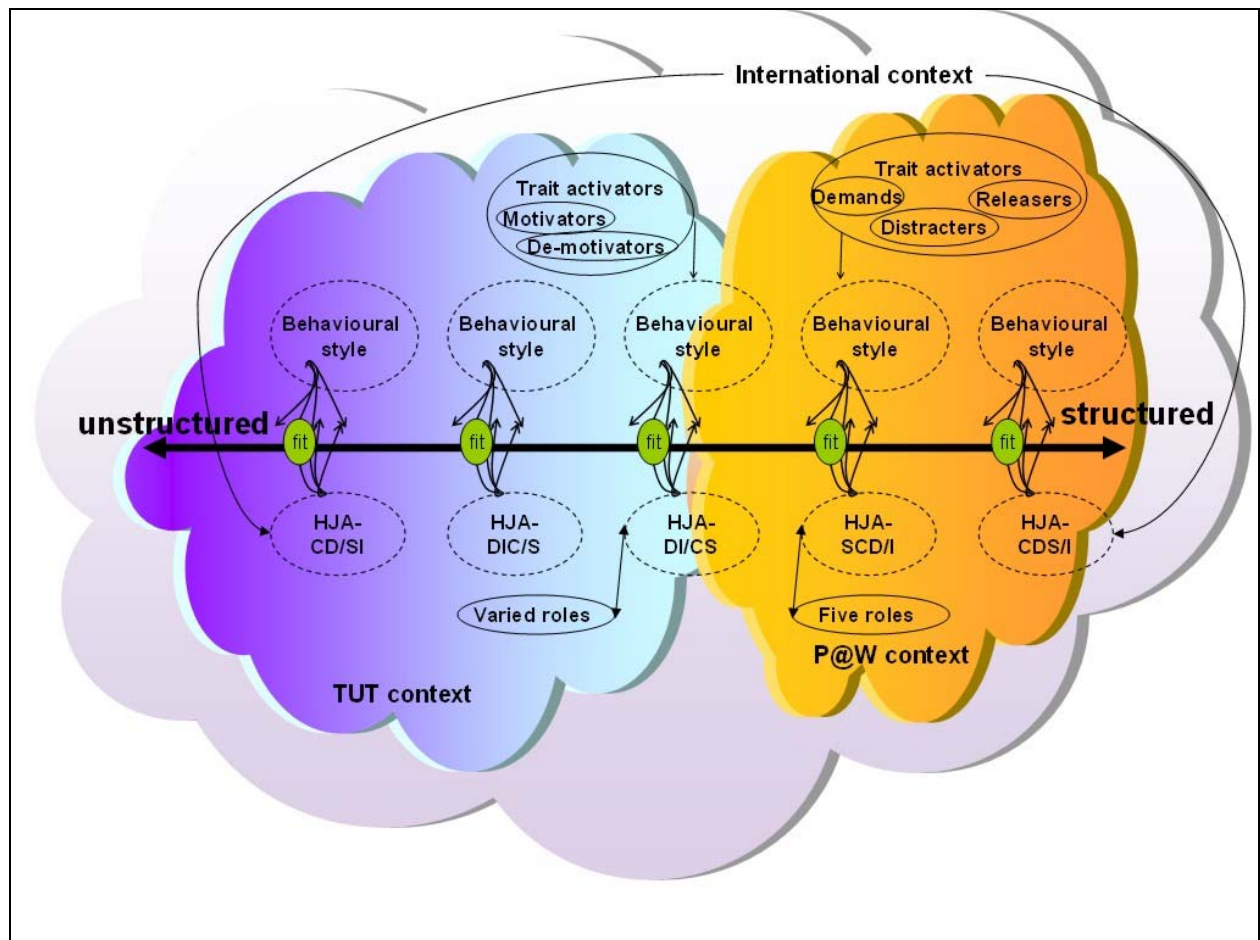 International context
Trait activators
Motivators
De-motivators
Trait activators
Demands
Releasers
Distracters
Behavioural
style
Behavioural
style
Behavioural
style
Behavioural
style
Behavioural
style
unstructured
structured
fit
fit
fit
fit
fit
HJA-
CD/SI
HJA-
DIC/S
HJA-
DI/CS
HJA-
SCD/I
HJA-
CDS/I
Varied roles
Five roles
P@W context
TUT context